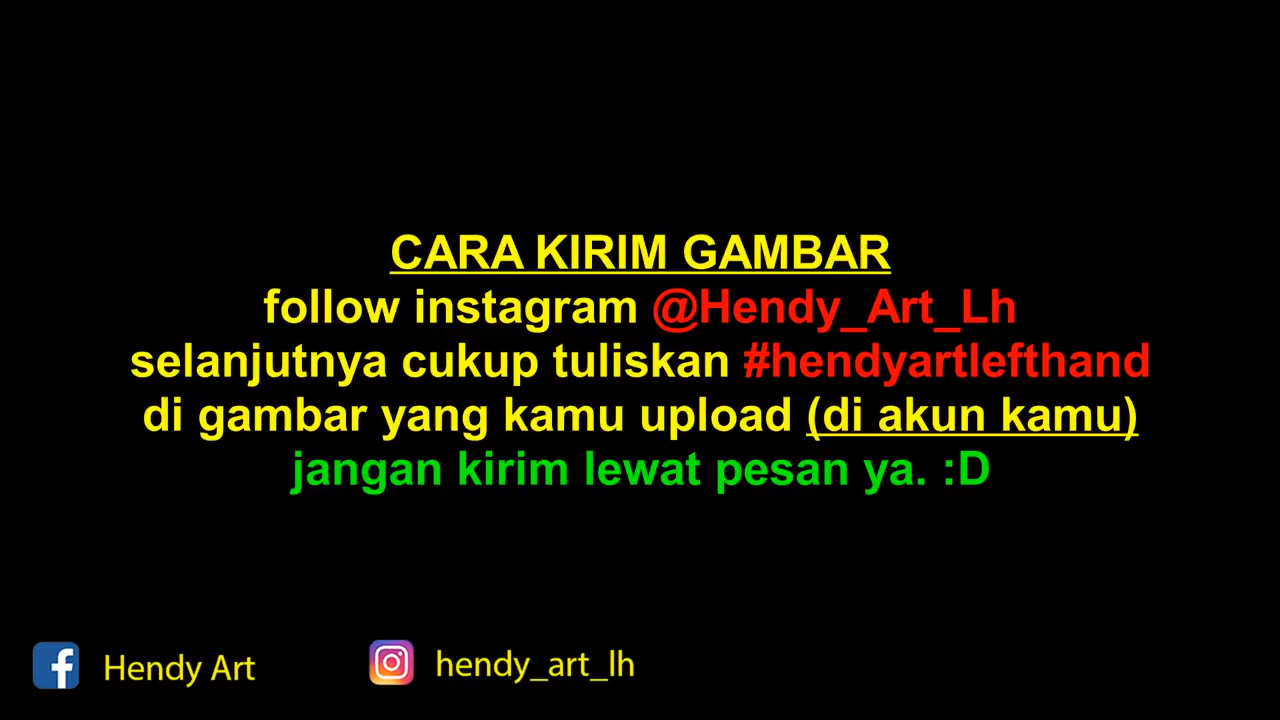 CARA KIRIM GAMBAR
follow instagram @Hendy_Art_Lh
selanjutnya cukup tuliskan #hendyartlefthand
di gambar yang kamu upload (di akun kamu)
jangan kirim lewat pesan ya. :D
Hendy Art
hendy_art_lh